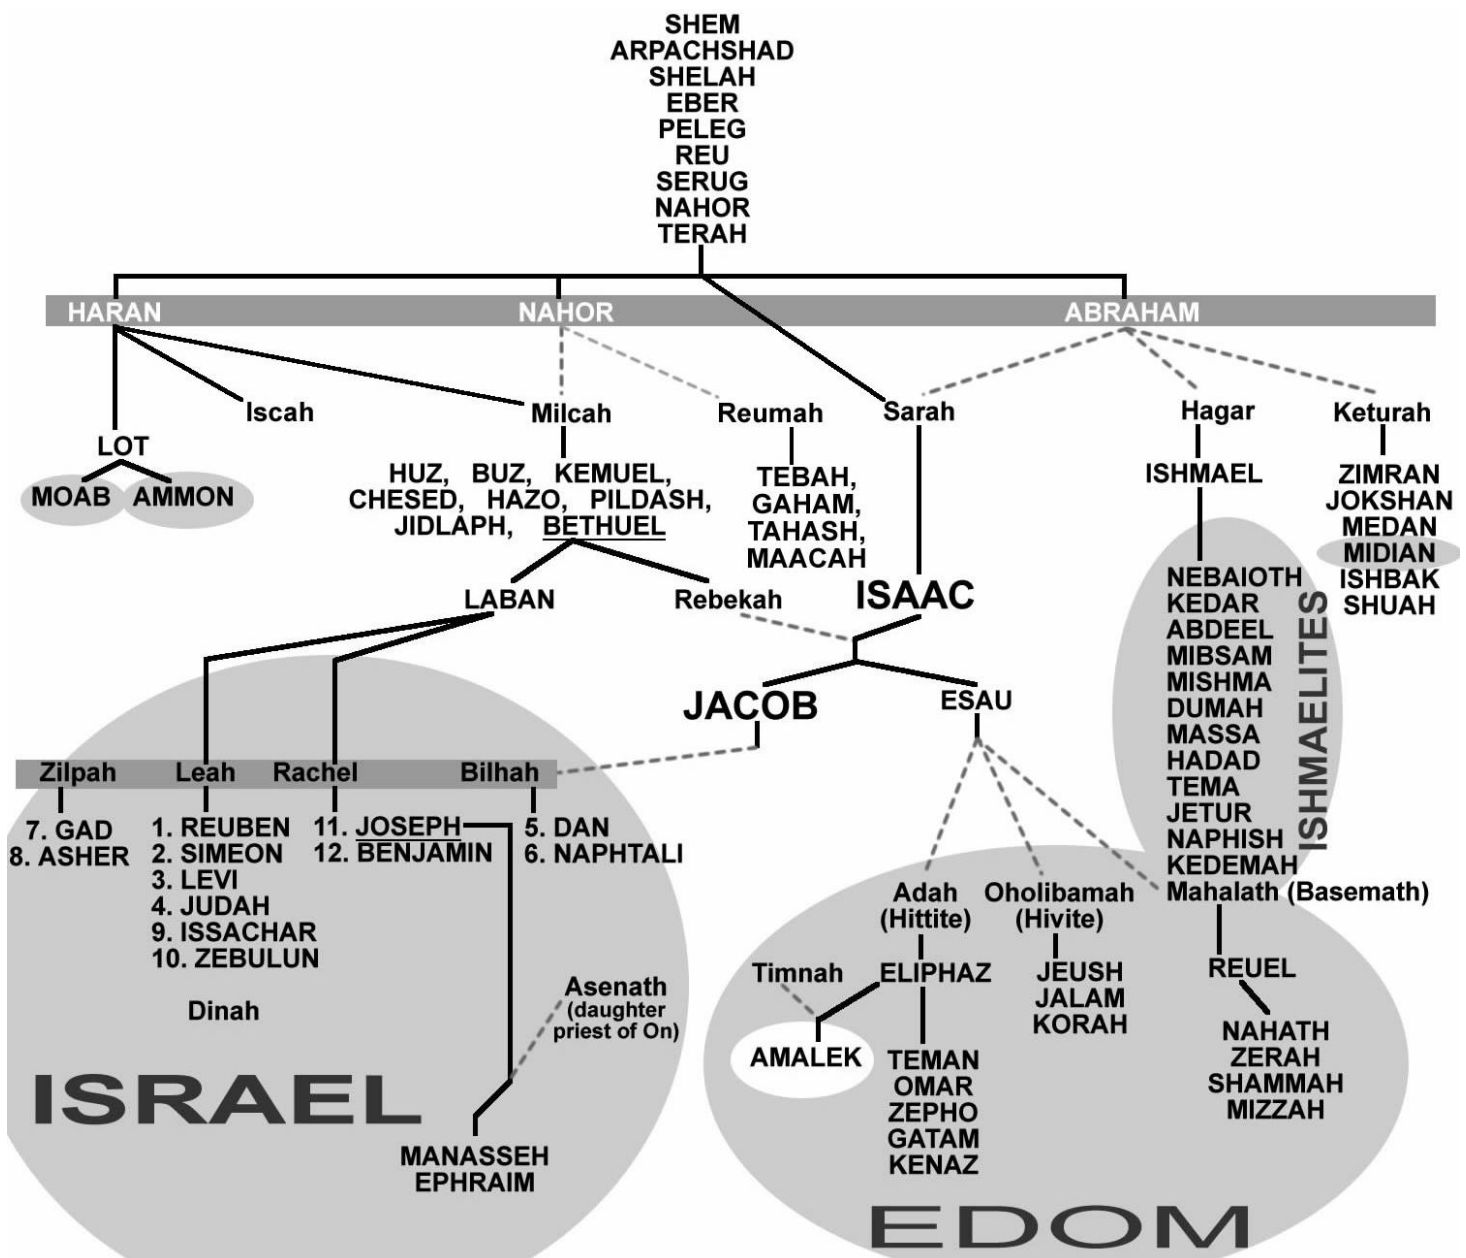 SHEM
ARPACHSHAD
SHELAH
EBER
PELEG
REU
SERUG
NAHOR
TERAH
HARAN
NAHOR
ABRAHAM
Iscah
Milcah
Reumah
Sarah
Hagar
Keturah
LOT
MOAB
AMMON
HUZ, BUZ, KEMUEL,
CHESED, HAZO, PILDASH,
JIDLAPH, BETHUEL
TEBAH,
GAHAM,
TAHASH,
MAACAH
ISHMAEL
ZIMRAN
JOKSHAN
MEDAN
MIDIAN
ISHBAK
SHUAH
LABAN
Rebekah
ISAAC
NEBAIOTH
KEDAR
ABDEEL
MIBSAM
MISHMA
DUMAH
MASSA
HADAD
TEMA
JETUR
NAPHISH
KEDEMAH
Mahalath (Basemath)
ISHMAELITES
JACOB
ESAU
Zilpah
Leah
Rachel
Bilhah
7. GAD
8. ASHER
1. REUBEN
2. SIMEON
3. LEVI
4. JUDAH
9. ISSACHAR
10. ZEBULUN
Dinah
11. JOSEPH
12. BENJAMIN
5. DAN
6. NAPHTALI
Asenath
(daughter
priest of On)
MANASSEH
EPHRAIM
ISRAEL
Adah
(Hittite)
Oholibamah
(Hivite)
Timnah
ELIPHAZ
JEUSH
JALAM
KORAH
REUEL
AMALEK
TEMAN
OMAR
ZEPHO
GATAM
KENAZ
NAHATH
ZERAH
SHAMMAH
MIZZAH
EDOM